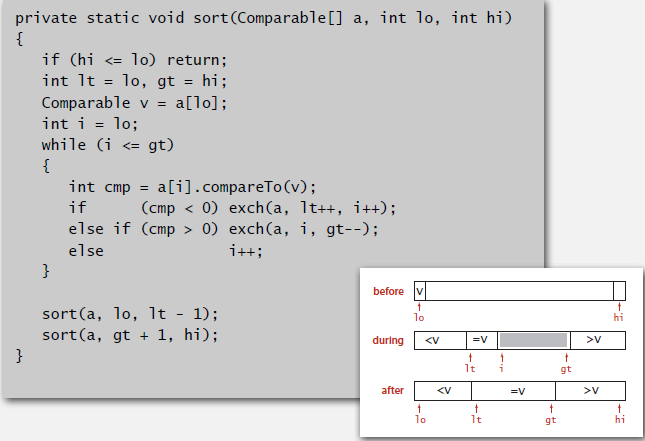 private static void sort(Comparable[] a, int lo, int hi)
{
if (hi <= lo) return;
int lt = lo, gt = hi;
Comparable v = a[lo];
int i = lo;
while (i <= gt)
{
int cmp = a[i].compareTo(v);
if (cmp < 0) exch(a, lt++, i++);
else if (cmp > 0) exch(a, i, gt--);
else i++;
}
sort(a, lo, lt - 1);
sort(a, gt + 1, hi);
}
before v
lo hi
during <v =v >v
lt i gt
after <v =v >v
lo lt gt hi